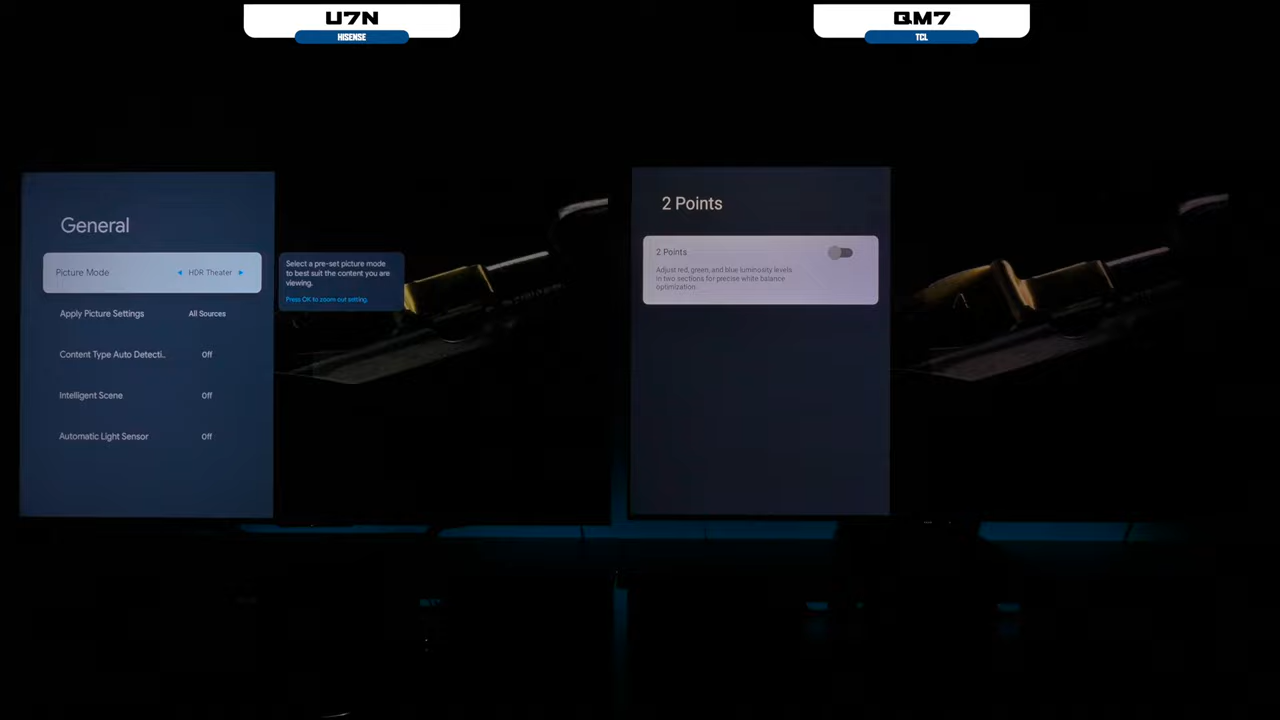 U7N
HISENSE
QM7
TCL
General
Picture Mode
HDR Theater
Apply Picture Settings
All Sources
Content Type Auto Detecti..
Off
Intelligent Scene
Off
Automatic Light Sensor
Off
Select a pre-set picture mode
to best suit the content you are
viewing.
Press OK to zoom out setting.
2 Points
2 Points
Adjust red, green, and blue luminosity levels
in two sections for precise white balance
optimization.